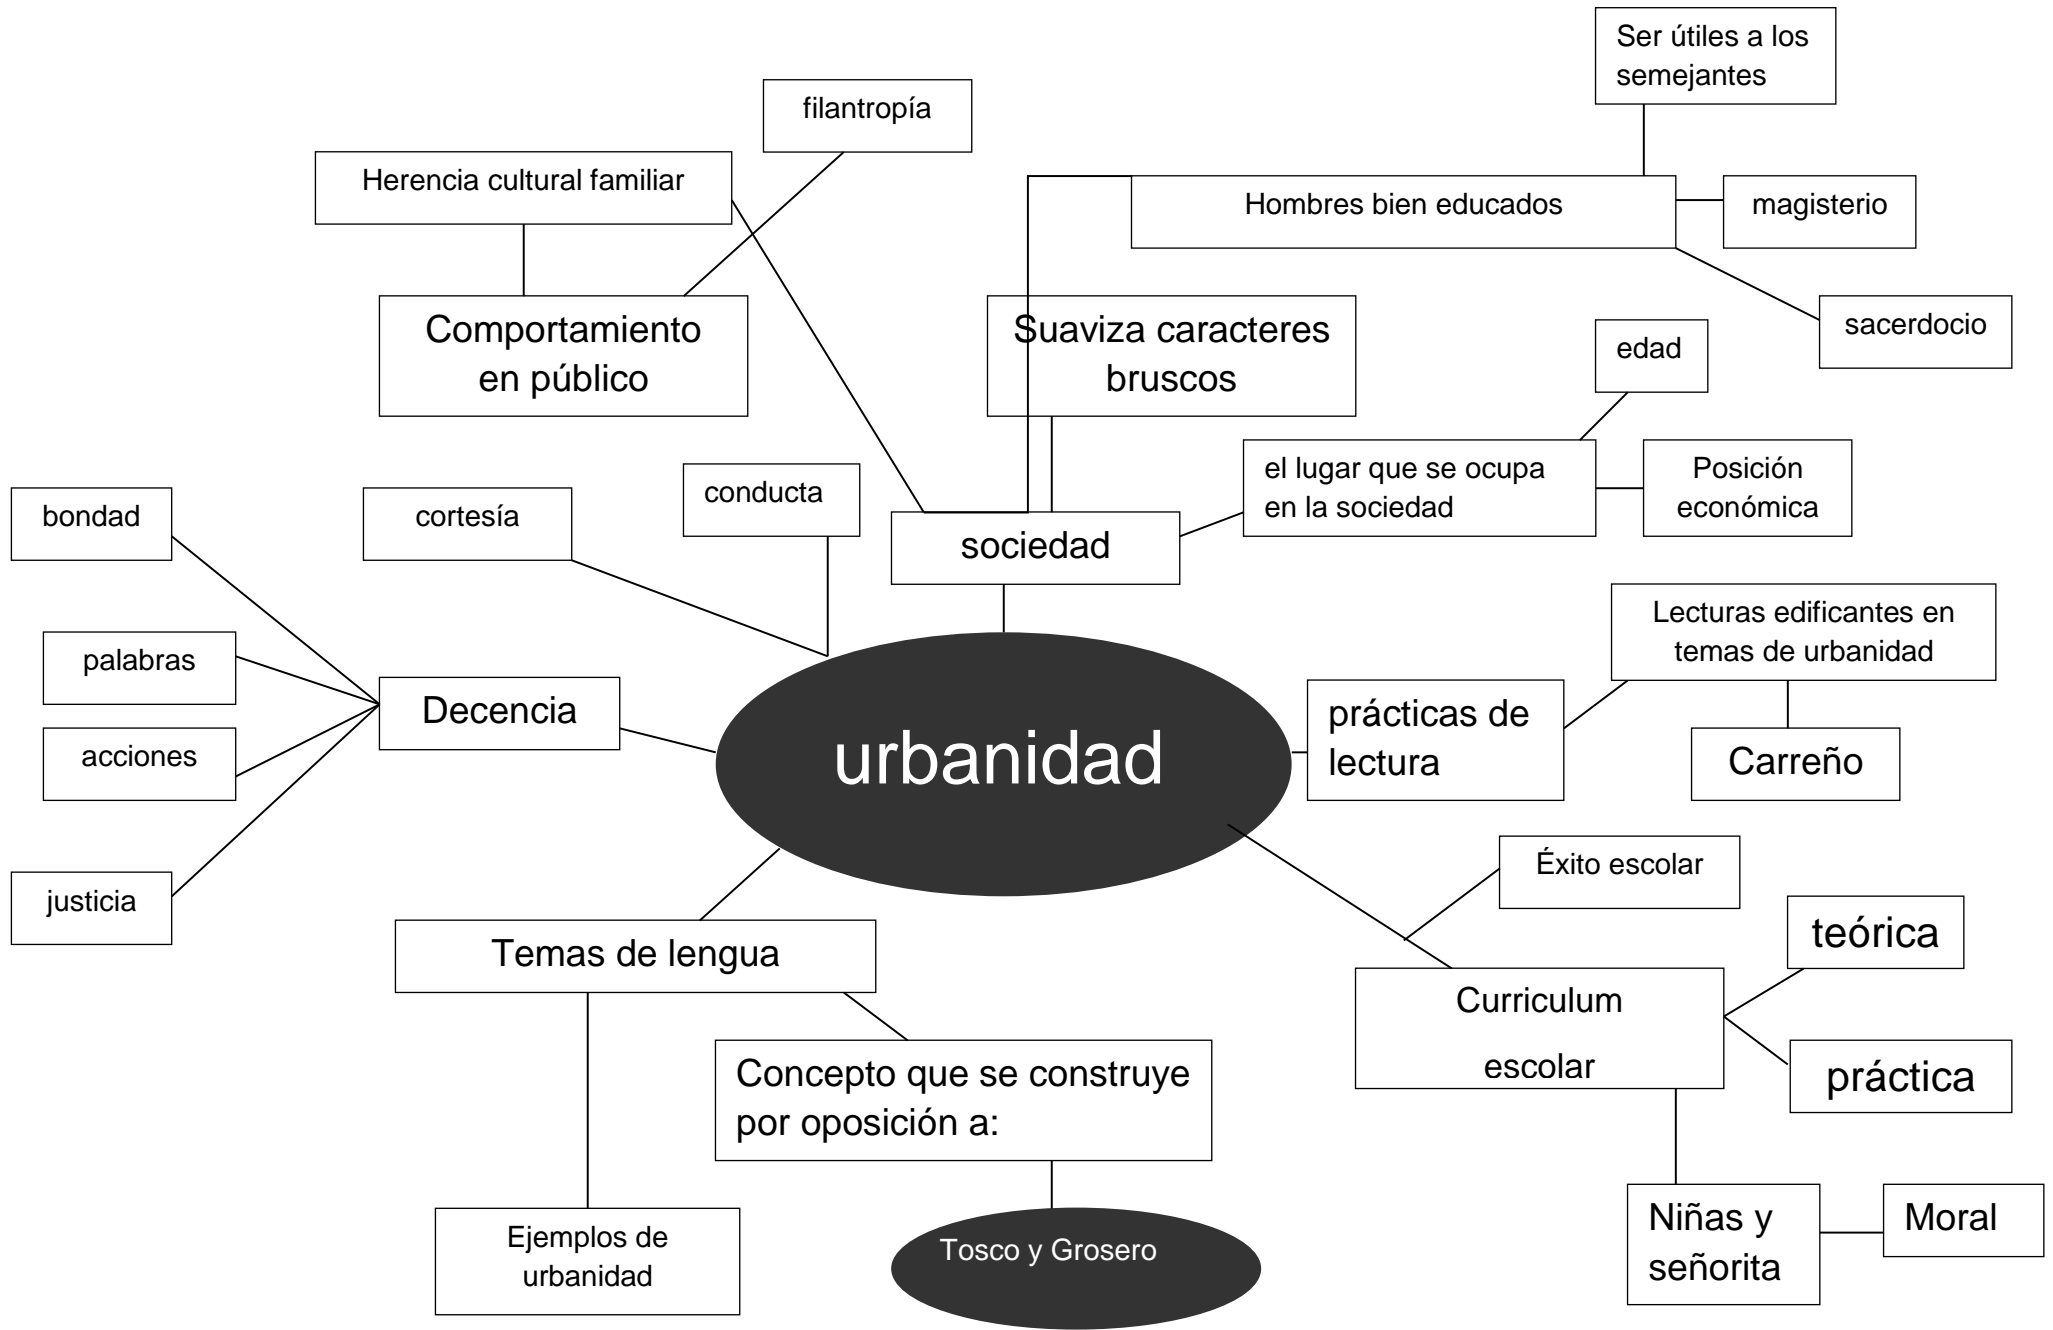 Ser útiles a los
semejantes
filantropía
Herencia cultural familiar
Hombres bien educados
magisterio
Comportamiento
en público
Suaviza caracteres
bruscos
sacerdocio
edad
el lugar que se ocupa
en la sociedad
Posición
económica
bondad
cortesía
conducta
sociedad
Lecturas edificantes en
temas de urbanidad
palabras
Decencia
urbanidad
prácticas de
lectura
Carreño
acciones
Éxito escolar
justicia
Temas de lengua
teórica
Curriculum
escolar
práctica
Concepto que se construye
por oposición a:
Ejemplos de
urbanidad
Tosco y Grosero
Niñas y
señorita
Moral